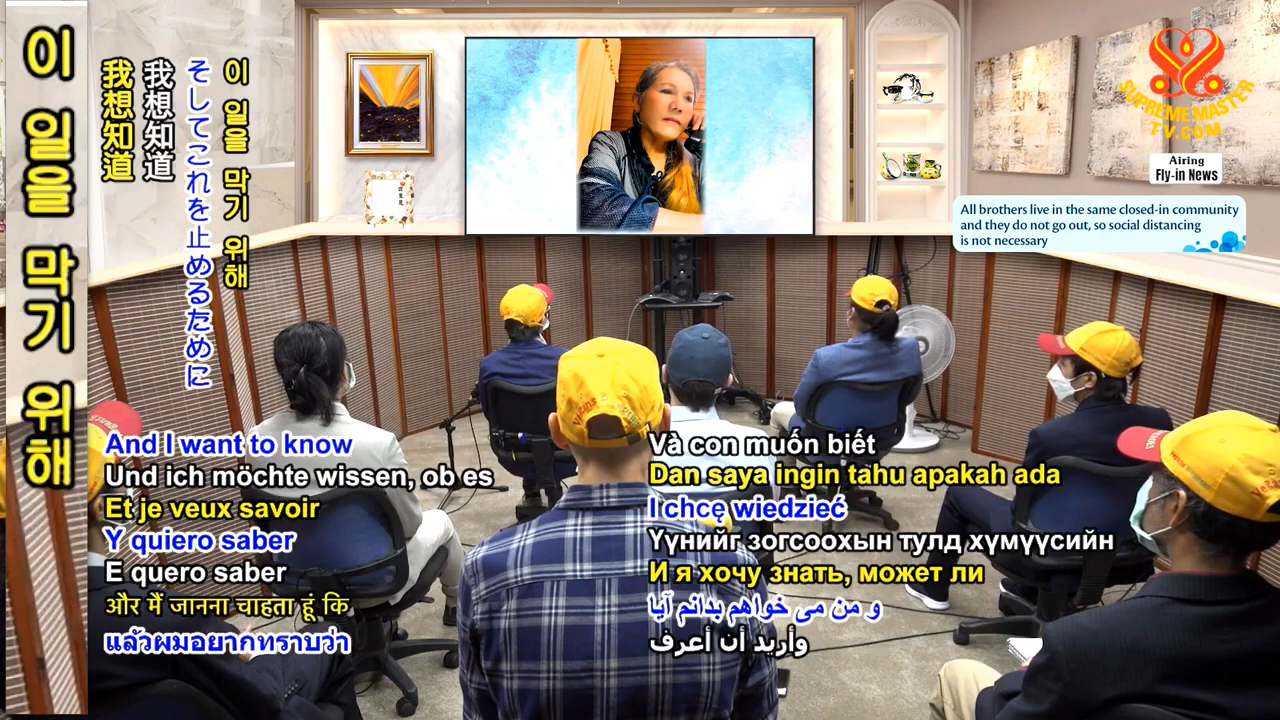 이 일을 막기 위해
我想知道
我想知道
そしてこれを止めるために
이 일을 막기 위해
SUPREME MASTER
TV.COM
Airing
Fly-in News
All brothers live in the same closed-in community
and they do not go out, so social distancing
is not necessary
And I want to know
Und ich möchte wissen, ob es
Et je veux savoir
Y quiero saber
E quero saber
और मैं जानना चाहता हूं कि
แล้วผมอยากทราบว่า
Và con muốn biết
Dan saya ingin tahu apakah ada
I chcę wiedzieć
Үүнийг зогсоохын тулд хүмүүсийн
И я хочу знать, может ли
و من می خواهم بدانم آیا
وأريد أن أعرف